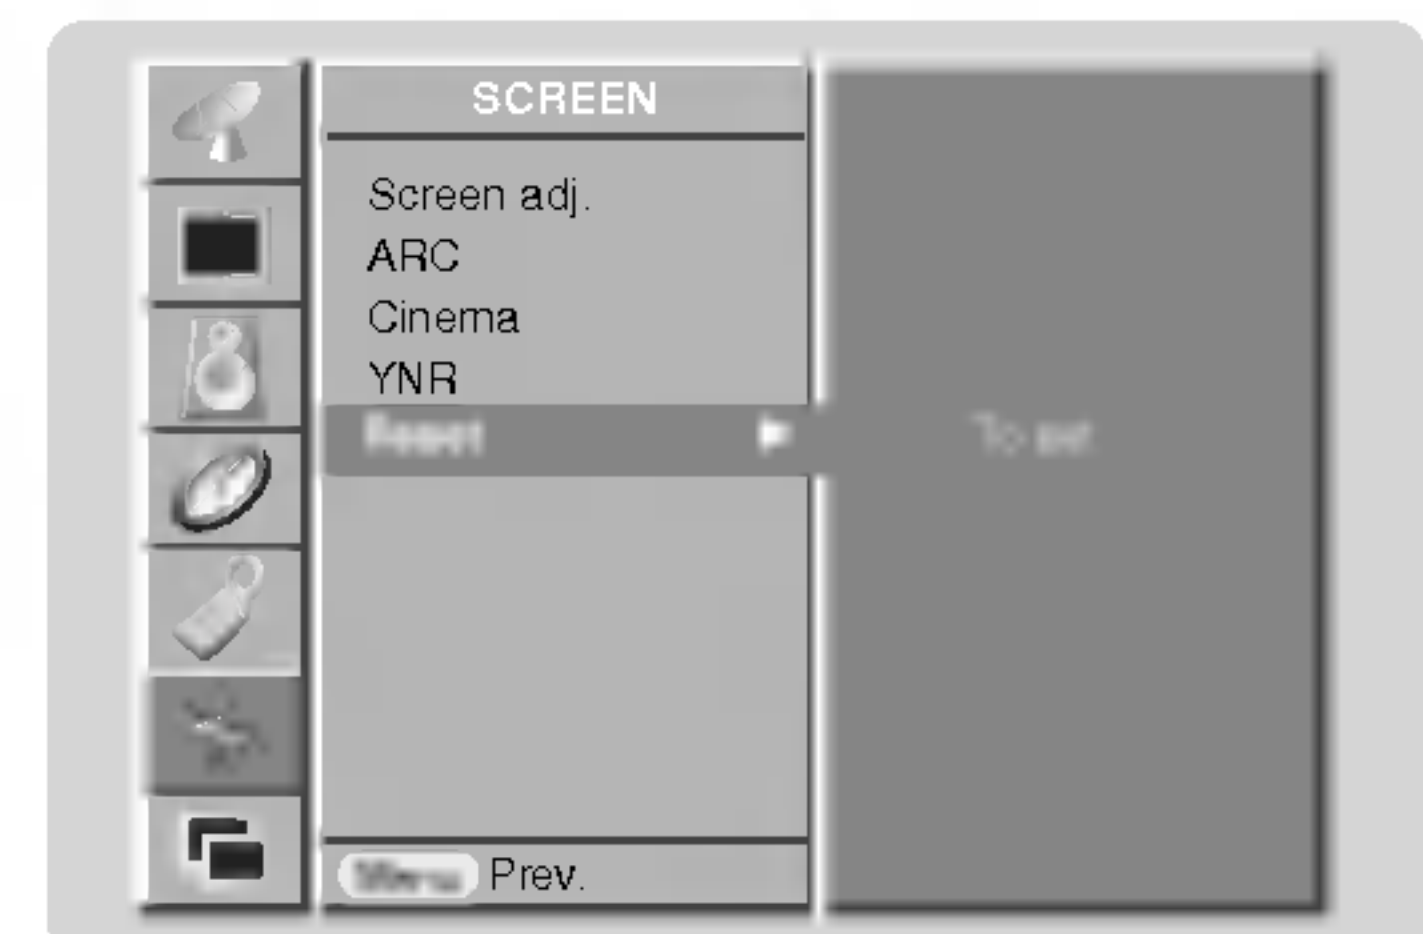 SCREEN
Screen adj.
ARC
Cinema
YNR
Reset
To set
Menu Prev.